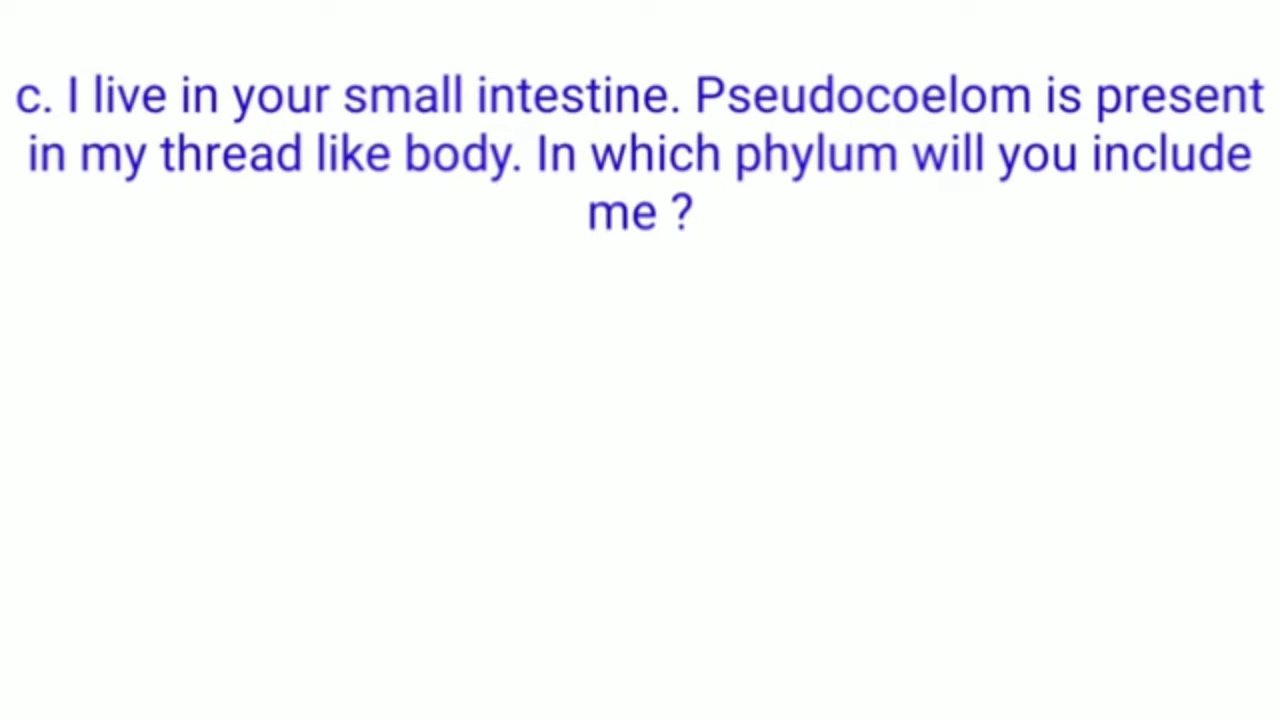 c. I live in your small intestine. Pseudocoelom is present
in my thread like body. In which phylum will you include
me ?